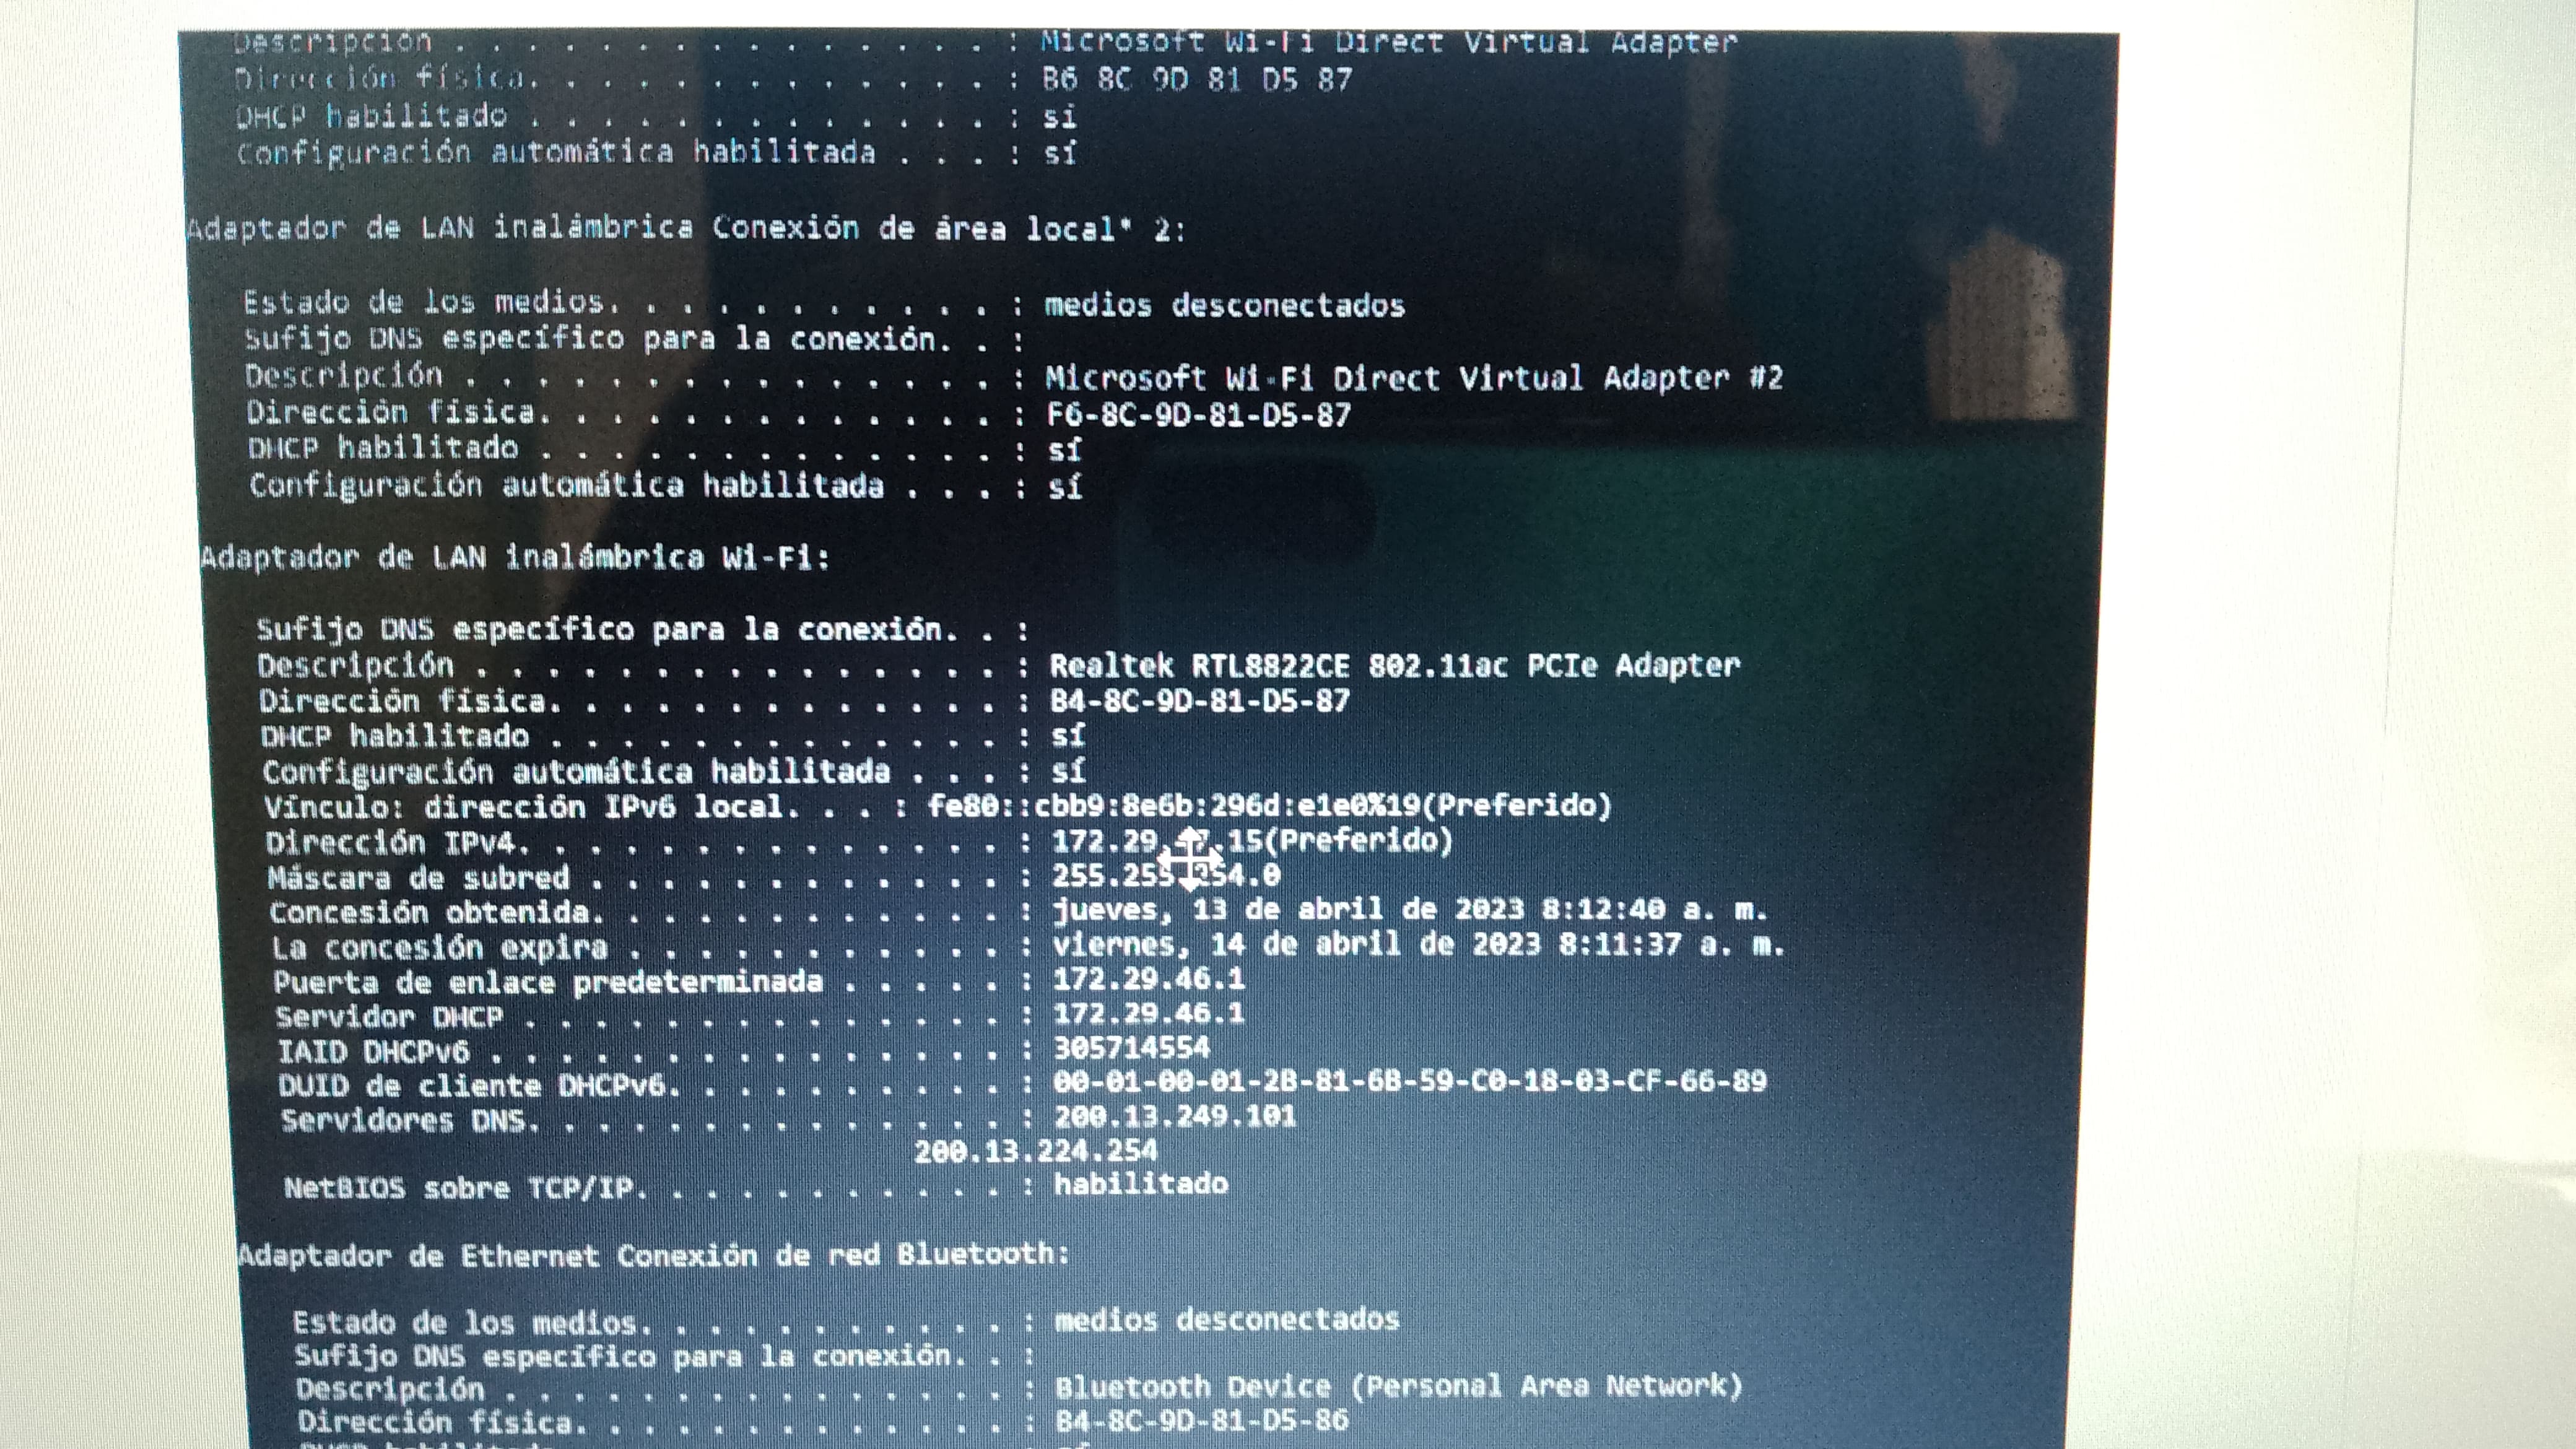 Descripción . . . . . . . . . . . . . . . : Microsoft Wi-Fi Direct Virtual Adapter
Dirección física. . . . . . . . . . . . . : B6 8C 9D 81 D5 87
DHCP habilitado . . . . . . . . . . . . . : sí
Configuración automática habilitada . . . : sí
Adaptador de LAN inalámbrica Conexión de área local* 2:
Estado de los medios. . . . . . . . . . . : medios desconectados
Sufijo DNS específico para la conexión. . :
Descripción . . . . . . . . . . . . . . . : Microsoft Wi-Fi Direct Virtual Adapter #2
Dirección física. . . . . . . . . . . . . : F6-8C-9D-81-D5-87
DHCP habilitado . . . . . . . . . . . . . : sí
Configuración automática habilitada . . . : sí
Adaptador de LAN inalámbrica Wi-Fi:
Sufijo DNS específico para la conexión. . :
Descripción . . . . . . . . . . . . . . . : Realtek RTL8822CE 802.11ac PCIe Adapter
Dirección física. . . . . . . . . . . . . : B4-8C-9D-81-D5-87
DHCP habilitado . . . . . . . . . . . . . : sí
Configuración automática habilitada . . . : sí
Vínculo: dirección IPv6 local. . . : fe80::cbb9:8e6b:296d:e1e0%19(Preferido)
Dirección IPv4. . . . . . . . . . . . . . :
Máscara de subred . . . . . . . . . . . . : 255.255.254.0
Concesión obtenida. . . . . . . . . . . . : jueves, 13 de abril de 2023 8:12:40 a. m.
La concesión expira . . . . . . . . . . . : viernes, 14 de abril de 2023 8:11:37 a. m.
Puerta de enlace predeterminada . . . . . : 172.29.46.1
Servidor DHCP . . . . . . . . . . . . . . : 172.29.46.1
IAID DHCPv6 . . . . . . . . . . . . . . . : 305714554
DUID de cliente DHCPv6. . . . . . . . . . : 00-01-00-01-2B-81-6B-59-C0-18-03-CF-66-89
Servidores DNS. . . . . . . . . . . . . . : 200.13.249.101
200.13.224.254
NetBIOS sobre TCP/IP. . . . . . . . . . . : habilitado
Adaptador de Ethernet Conexión de red Bluetooth:
Estado de los medios. . . . . . . . . . . : medios desconectados
Sufijo DNS específico para la conexión. . :
Descripción . . . . . . . . . . . . . . . : Bluetooth Device (Personal Area Network)
Dirección física. . . . . . . . . . . . . : B4-8C-9D-81-D5-86